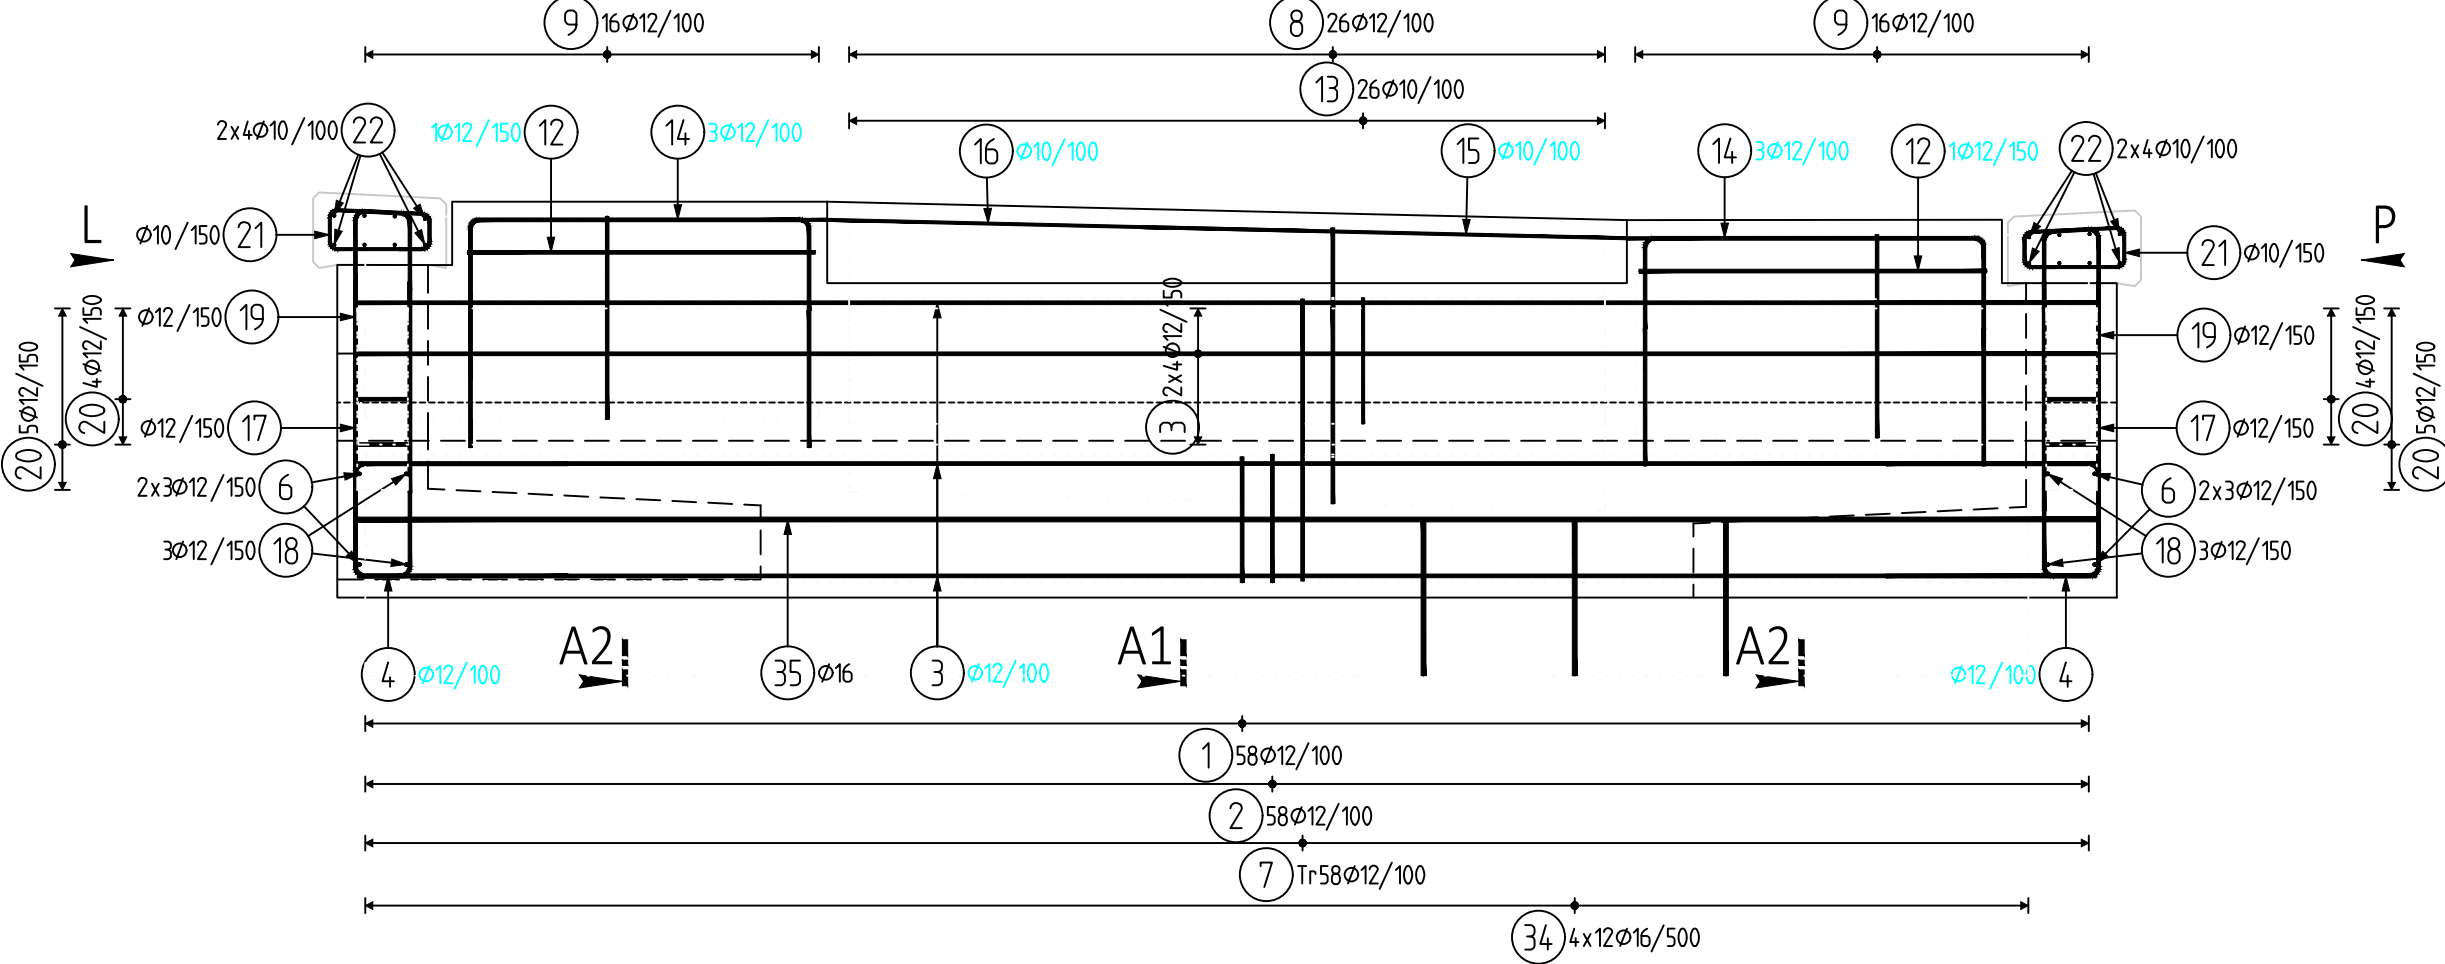 9 16Ø12/100
8 26Ø12/100
9 16Ø12/100
13 26Ø10/100
2x4Ø10/100 22
1Ø12/150 12
14 3Ø12/100
16 Ø10/100
15 Ø10/100
14 3Ø12/100
12 1Ø12/150
22 2x4Ø10/100
L
P
Ø10/150 21
21 Ø10/150
Ø12/150 19
19 Ø12/150
20 5Ø12/150
20 4Ø12/150
3 2x4Ø12/150
20 4Ø12/150
20 5Ø12/150
Ø12/150 17
17 Ø12/150
2x3Ø12/150 6
6 2x3Ø12/150
3Ø12/150 18
18 3Ø12/150
A2
A1
A2
4 Ø12/100
35 Ø16
3 Ø12/100
Ø12/100 4
1 58Ø12/100
2 58Ø12/100
7 Tr58Ø12/100
34 4x12Ø16/500